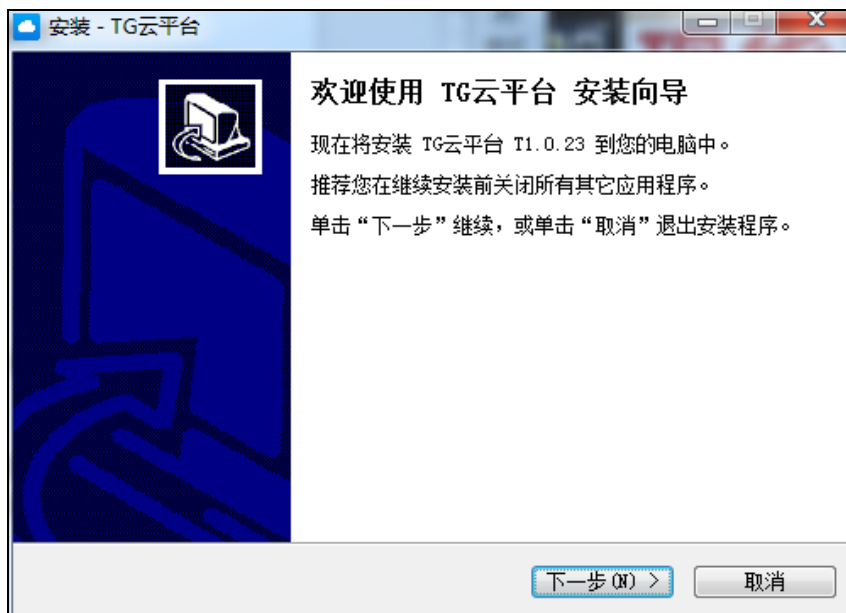 安装 - TG云平台
欢迎使用 TG云平台 安装向导
现在将安装 TG云平台 T1.0.23 到您的电脑中。
推荐您在继续安装前关闭所有其它应用程序。
单击“下一步”继续，或单击“取消”退出安装程序。
下一步(N) >
取消